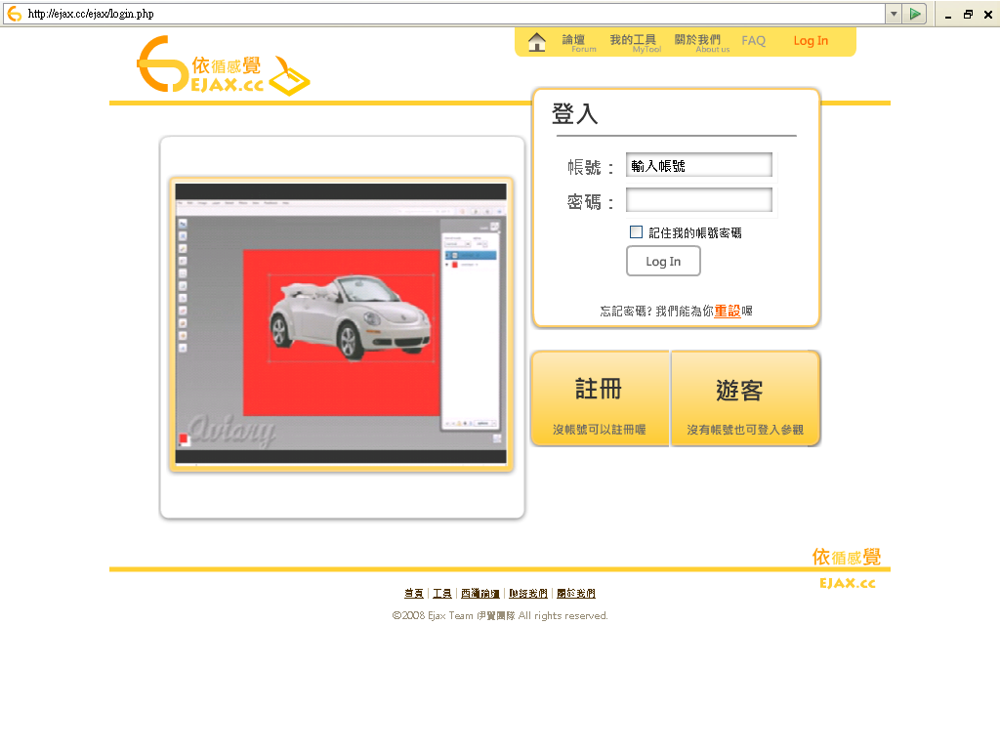 http://ejax.cc/ejax/login.php
論壇 我的工具 關於我們 FAQ Log In
Forum MyTool About us
依循感覺
EJAX.cc
登入
帳號： 輸入帳號
密碼：
記住我的帳號密碼
Log In
忘記密碼? 我們能為你重設喔
Aviary
註冊 遊客
沒帳號可以註冊喔 沒有帳號也可登入參觀
依循感覺
EJAX.cc
首頁 | 工具 | 西灣論壇 | 聯絡我們 | 關於我們
©2008 Ejax Team 伊覺團隊 All rights reserved.